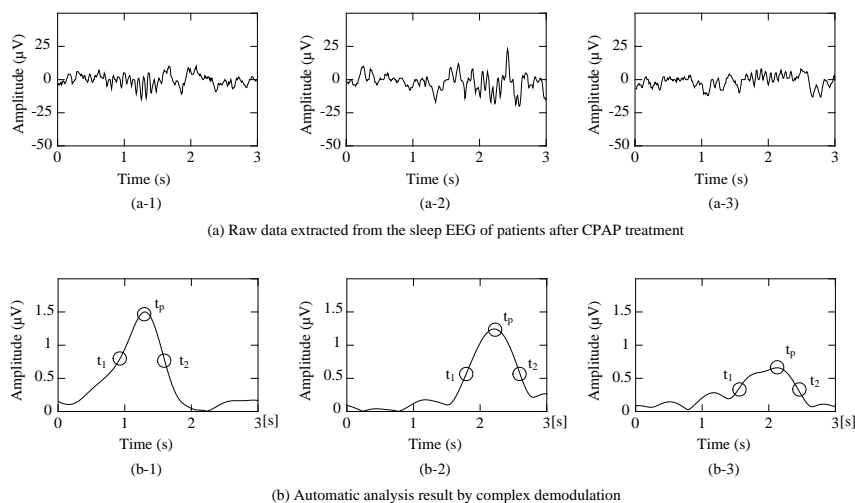 25 25 25
0 0 0
-25 -25 -25
-50 -50 -50
Amplitude (µV) Amplitude (µV) Amplitude (µV)
0 1 2 3 0 1 2 3 0 1 2 3
Time (s) Time (s) Time (s)
(a-1) (a-2) (a-3)
(a) Raw data extracted from the sleep EEG of patients after CPAP treatment
1.5 1.5 1.5
1 1 1
0.5 0.5 0.5
0 0 0
Amplitude (µV) Amplitude (µV) Amplitude (µV)
t1 tp t2 t1 tp t2 t1 tp t2
0 1 2 3[s] 0 1 2 3[s] 0 1 2 3[s]
Time (s) Time (s) Time (s)
(b-1) (b-2) (b-3)
(b) Automatic analysis result by complex demodulation